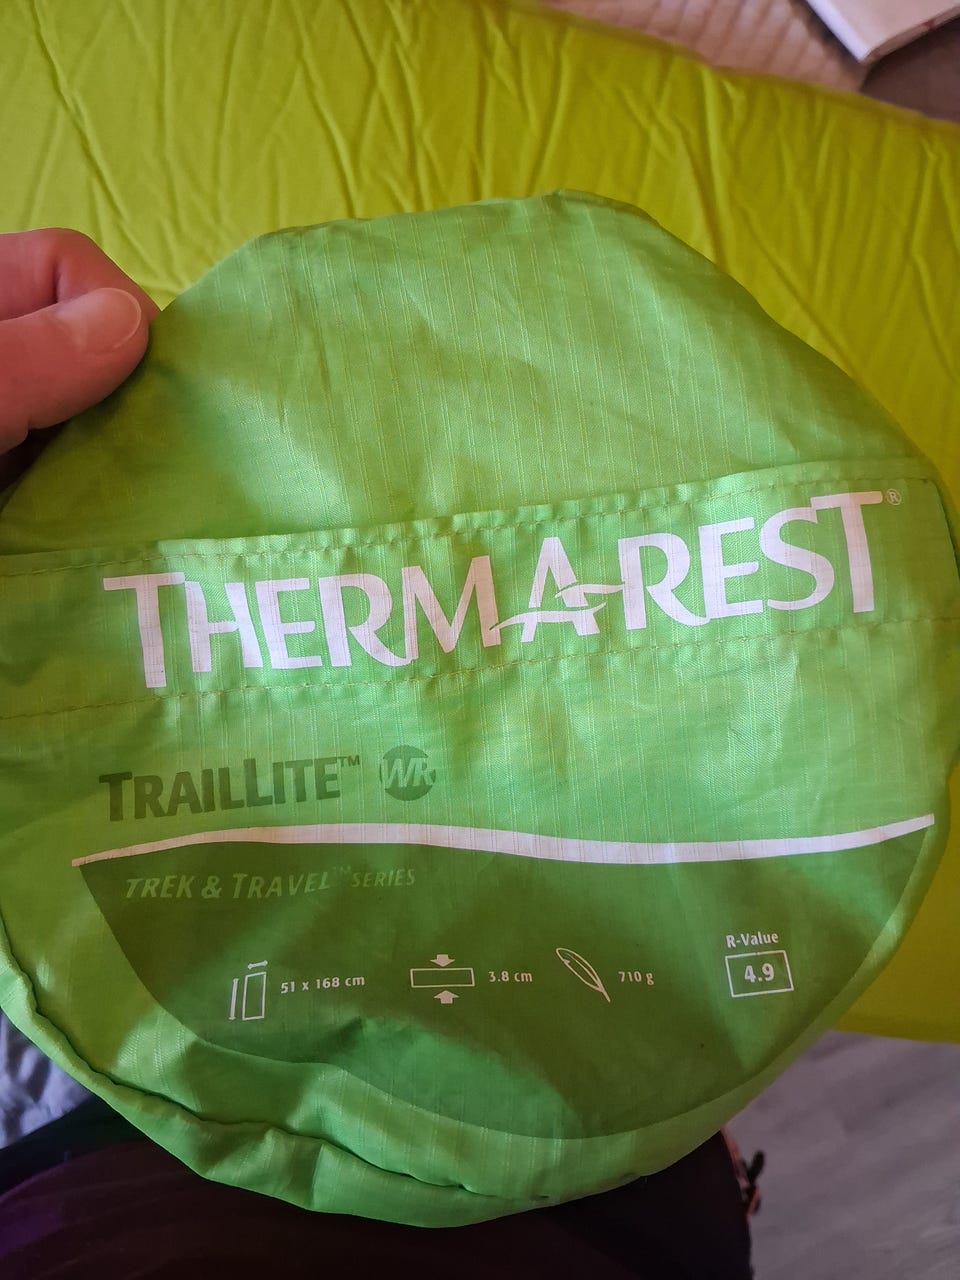 THERMAREST®
TRAILLITE™ WR
TREK & TRAVEL™ SERIES
R-Value
51 x 168 cm 3.8 cm 710 g 4.9